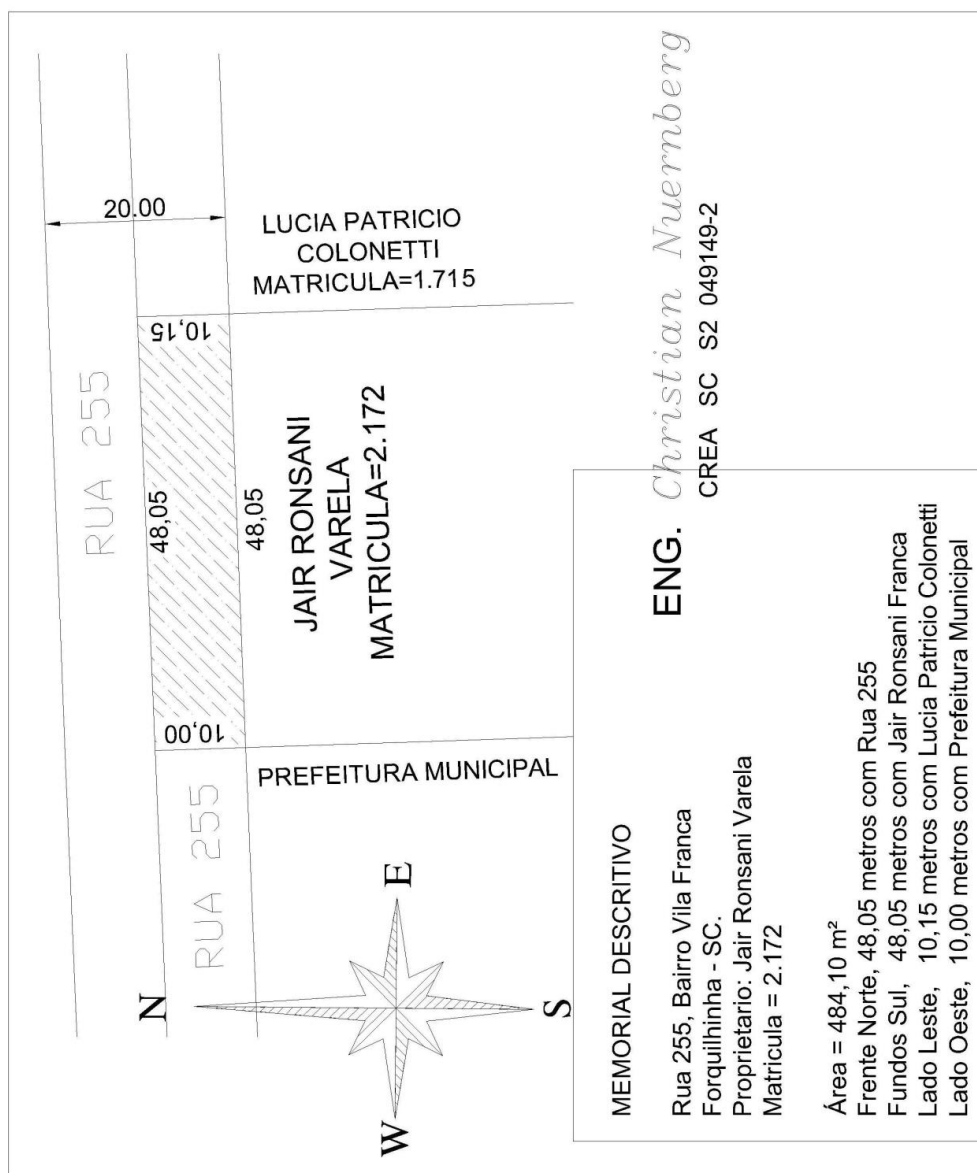 RUA 255
20.00
LUCIA PATRICIO
COLONETTI
MATRICULA=1.715
10,15
48,05
48,05
10,00
JAIR RONSANI
VARELA
MATRICULA=2.172
RUA 255
PREFEITURA MUNICIPAL
N
E
S
W
ENG. Christian Nuernberg
CREA SC S2 049149-2
MEMORIAL DESCRITIVO
Rua 255, Bairro Vila Franca
Forquilhinha - SC.
Proprietario: Jair Ronsani Varela
Matricula = 2.172
Área = 484,10 m²
Frente Norte, 48,05 metros com Rua 255
Fundos Sul, 48,05 metros com Jair Ronsani Franca
Lado Leste, 10,15 metros com Lucia Patricio Colonetti
Lado Oeste, 10,00 metros com Prefeitura Municipal